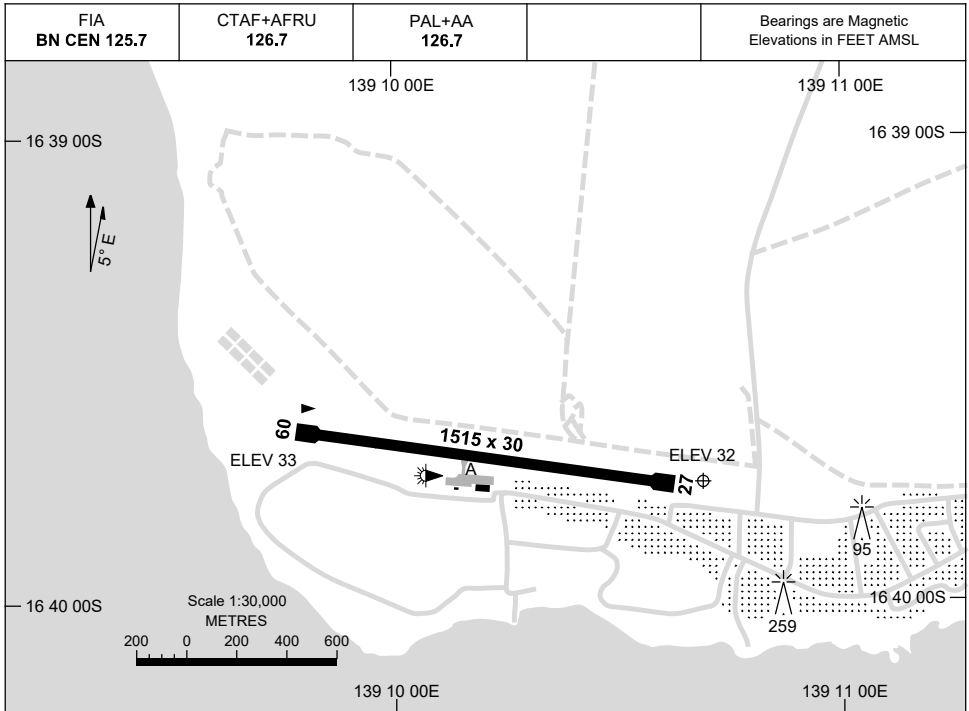 FIA
BN CEN 125.7
CTAF+AFRU
126.7
PAL+AA
126.7
Bearings are Magnetic
Elevations in FEET AMSL
139 10 00E
139 11 00E
16 39 00S
16 39 00S
5° E
09
1515 x 30
ELEV 33
ELEV 32
A
27
95
259
16 40 00S
16 40 00S
Scale 1:30,000
METRES
200 0 200 400 600
139 10 00E
139 11 00E